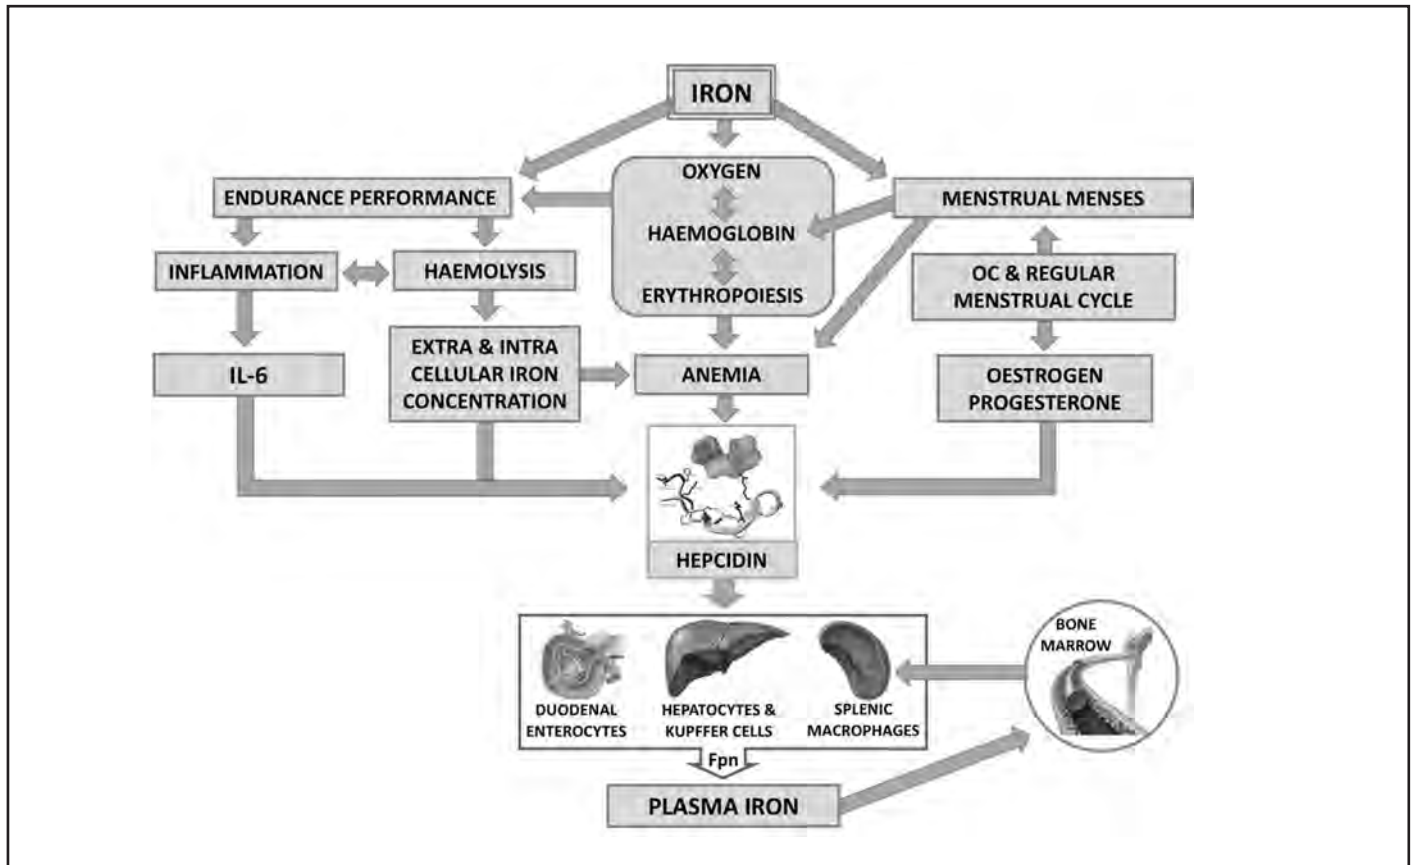 IRON
OXYGEN
ENDURANCE PERFORMANCE
MENSTRUAL MENSES
HAEMOGLOBIN
INFLAMMATION
HAEMOLYSIS
OC & REGULAR
MENSTRUAL CYCLE
ERYTHROPOIESIS
IL-6
EXTRA & INTRA
CELLULAR IRON
CONCENTRATION
ANEMIA
OESTROGEN
PROGESTERONE
HEPCIDIN
BONE
MARROW
DUODENAL
ENTEROCYTES
HEPATOCYTES &
KUPFFER CELLS
SPLENIC
MACROPHAGES
Fpn
PLASMA IRON